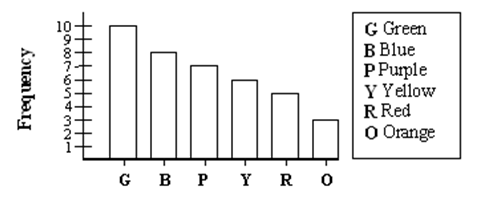 10
9
8
7
6
5
4
3
2
1
Frequency
G B P Y R O
G Green
B Blue
P Purple
Y Yellow
R Red
O Orange